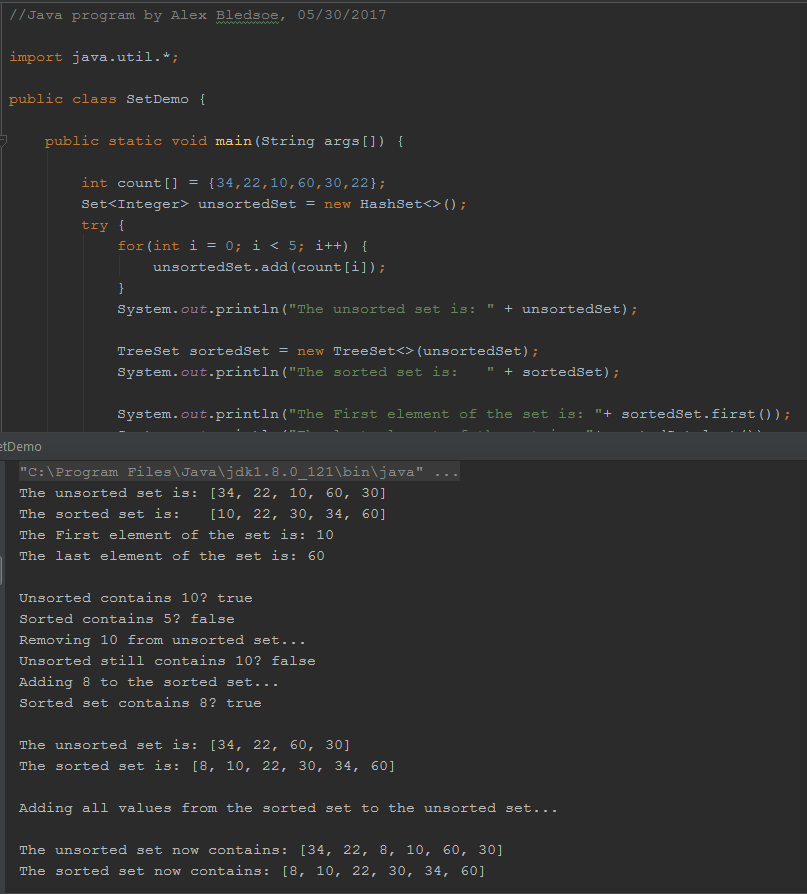 //Java program by Alex Bledsoe, 05/30/2017
import java.util.*;
public class SetDemo {
public static void main(String args[]) {
int count[] = {34,22,10,60,30,22};
Set<Integer> unsortedSet = new HashSet<>();
try {
for(int i = 0; i < 5; i++) {
unsortedSet.add(count[i]);
}
System.out.println("The unsorted set is: " + unsortedSet);
TreeSet sortedSet = new TreeSet<>(unsortedSet);
System.out.println("The sorted set is:   " + sortedSet);
System.out.println("The First element of the set is: "+ sortedSet.first());
etDemo
"C:\Program Files\Java\jdk1.8.0_121\bin\java" ...
The unsorted set is: [34, 22, 10, 60, 30]
The sorted set is:   [10, 22, 30, 34, 60]
The First element of the set is: 10
The last element of the set is: 60
Unsorted contains 10? true
Sorted contains 5? false
Removing 10 from unsorted set...
Unsorted still contains 10? false
Adding 8 to the sorted set...
Sorted set contains 8? true
The unsorted set is: [34, 22, 60, 30]
The sorted set is: [8, 10, 22, 30, 34, 60]
Adding all values from the sorted set to the unsorted set...
The unsorted set now contains: [34, 22, 8, 10, 60, 30]
The sorted set now contains: [8, 10, 22, 30, 34, 60]